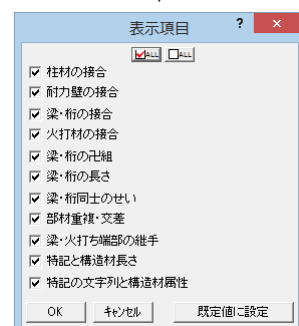 表示項目 ? ×
ALL ALL
柱材の接合
耐力壁の接合
梁・桁の接合
火打材の接合
梁・桁の卍組
梁・桁の長さ
梁・桁同士のせい
部材重複・交差
梁・火打ち端部の継手
特記と構造材長さ
特記の文字列と構造材属性
OK キャンセル 既定値に設定